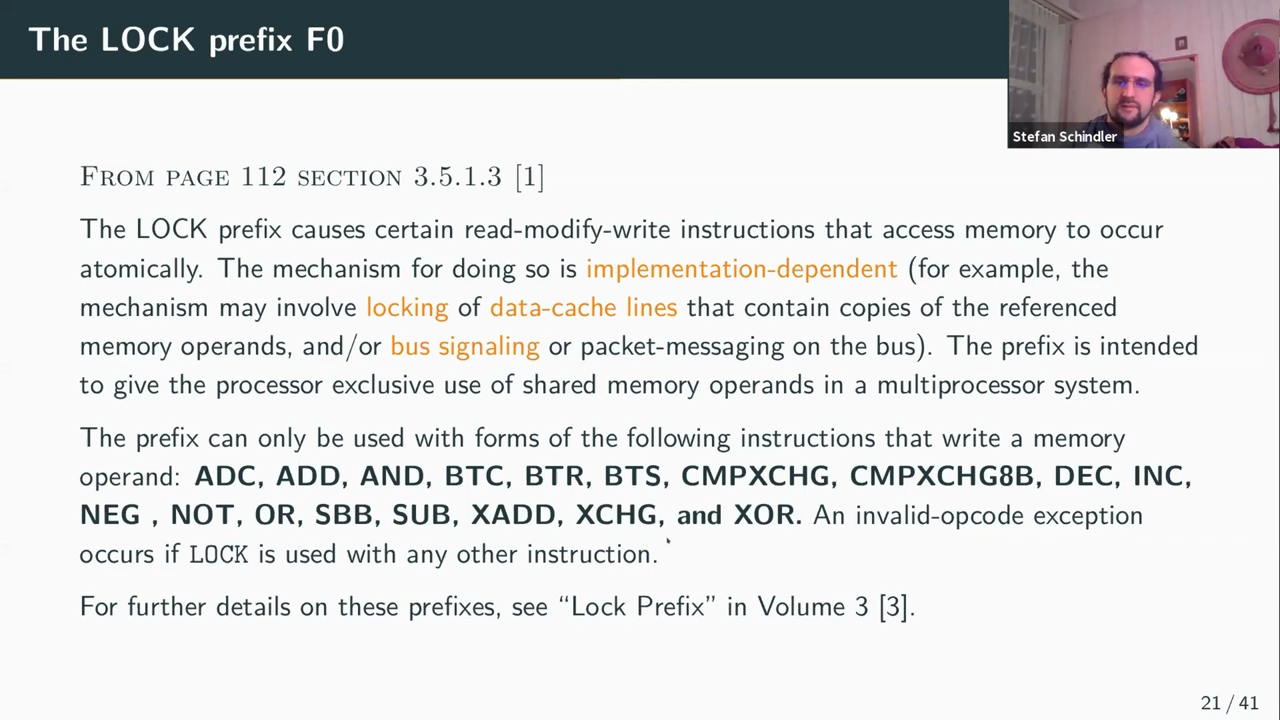 The LOCK prefix F0
Stefan Schindler
FROM PAGE 112 SECTION 3.5.1.3 [1]
The LOCK prefix causes certain read-modify-write instructions that access memory to occur
atomically. The mechanism for doing so is implementation-dependent (for example, the
mechanism may involve locking of data-cache lines that contain copies of the referenced
memory operands, and/or bus signaling or packet-messaging on the bus). The prefix is intended
to give the processor exclusive use of shared memory operands in a multiprocessor system.
The prefix can only be used with forms of the following instructions that write a memory
operand: ADC, ADD, AND, BTC, BTR, BTS, CMPXCHG, CMPXCHG8B, DEC, INC,
NEG , NOT, OR, SBB, SUB, XADD, XCHG, and XOR. An invalid-opcode exception
occurs if LOCK is used with any other instruction.
For further details on these prefixes, see “Lock Prefix” in Volume 3 [3].
21 / 41